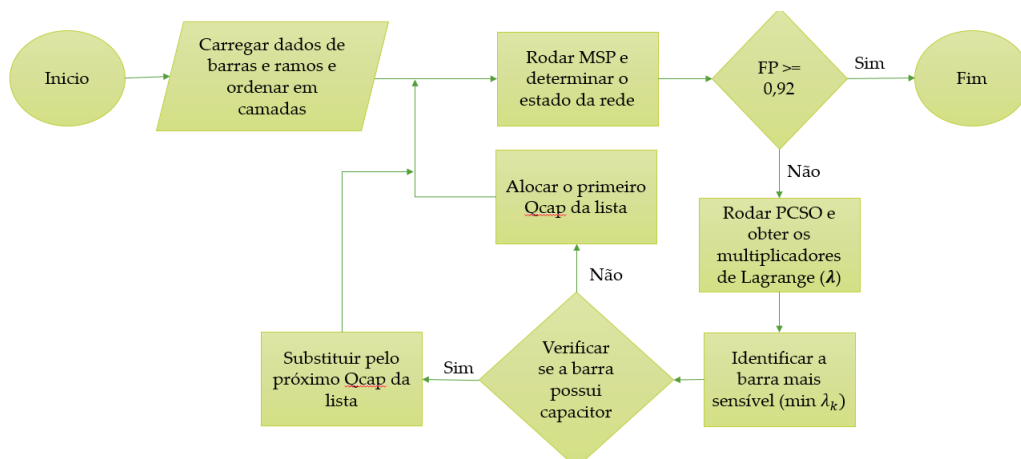 Inicio
Carregar dados de
barras e ramos e
ordenar em
camadas
Rodar MSP e
determinar o
estado da rede
FP >=
0,92
Sim
Fim
Não
Rodar PCSO e
obter os
multiplicadores
de Lagrange (λ)
Identificar a
barra mais
sensível (min λₖ)
Verificar
se a barra
possui
capacitor
Não
Alocar o primeiro
Qcap da lista
Sim
Substituir pelo
próximo Qcap da
lista